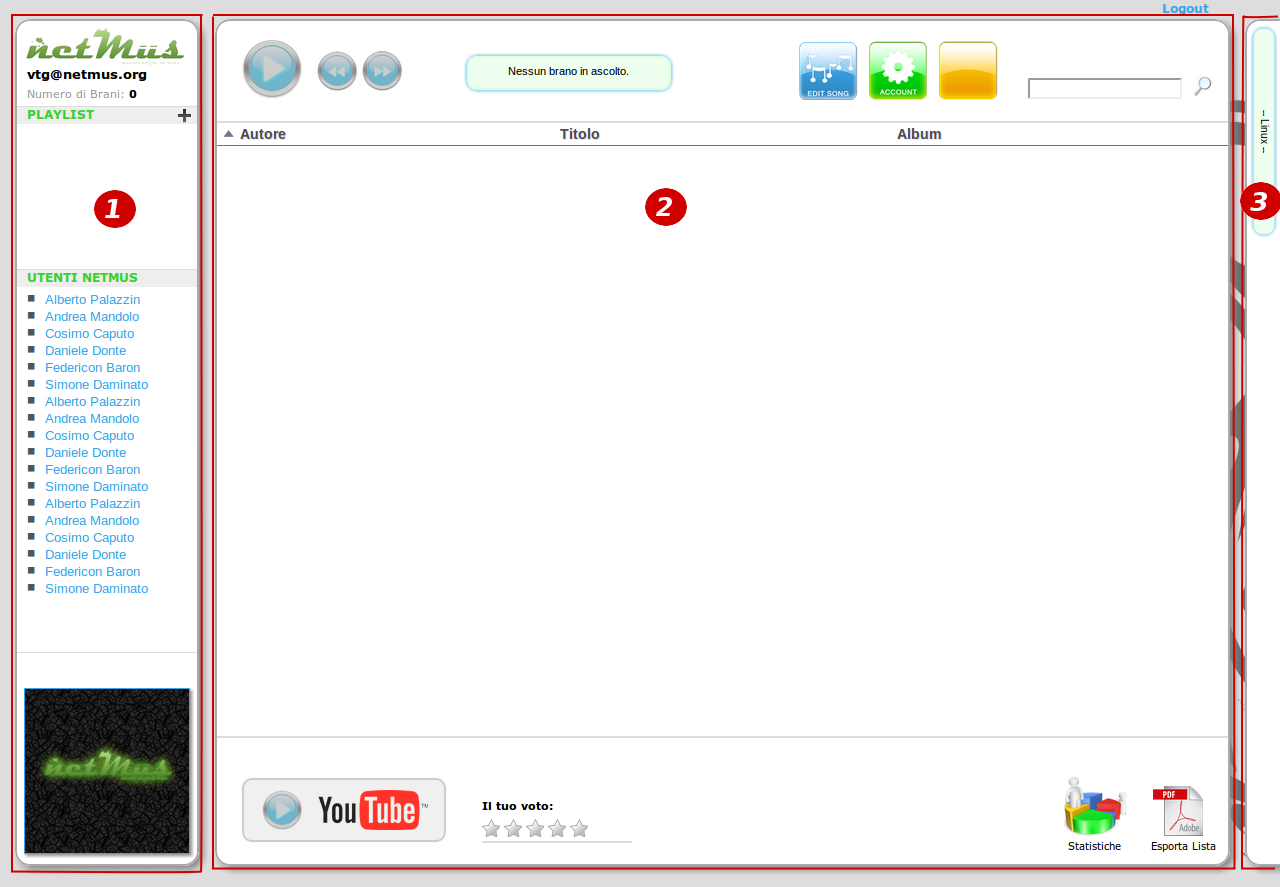 Logout
netMus
vtg@netmus.org
Numero di Brani: 0
PLAYLIST
1
UTENTI NETMUS
Alberto Palazzin
Andrea Mandolo
Cosimo Caputo
Daniele Donte
Federicon Baron
Simone Daminato
Alberto Palazzin
Andrea Mandolo
Cosimo Caputo
Daniele Donte
Federicon Baron
Simone Daminato
Alberto Palazzin
Andrea Mandolo
Cosimo Caputo
Daniele Donte
Federicon Baron
Simone Daminato
netMus
Nessun brano in ascolto.
EDIT SONG
ACCOUNT
Autore Titolo Album
2
YouTube™
Il tuo voto:
PDF
Adobe
Statistiche
Esporta Lista
-- Linux --
3